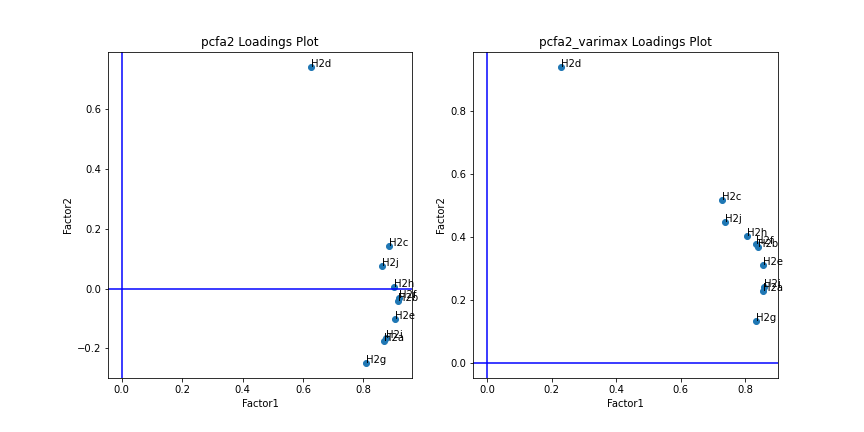 pcfa2 Loadings Plot
Factor2
0.6
0.4
0.2
0.0
−0.2
H2d
H2c
H2j
H2h
H2f
H2b
H2e
H2i
H2a
H2g
0.0 0.2 0.4 0.6 0.8
Factor1
pcfa2_varimax Loadings Plot
Factor2
0.8
0.6
0.4
0.2
0.0
H2d
H2c
H2j
H2h
H2f
H2b
H2e
H2i
H2a
H2g
0.0 0.2 0.4 0.6 0.8
Factor1